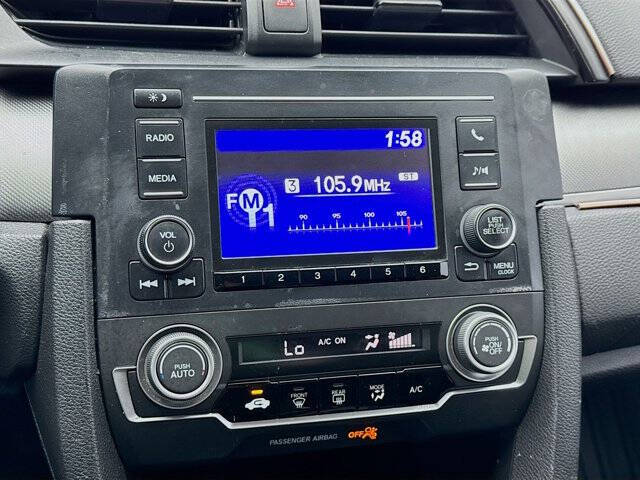 1:58
RADIO
MEDIA
3 105.9MHz ST
FM1
90 95 100 105
VOL
LIST
PUSH
SELECT
MENU
CLOCK
1 2 3 4 5 6
Lo A/C ON
PUSH
AUTO
PUSH
ON/
OFF
FRONT REAR MODE A/C
PASSENGER AIRBAG OFF